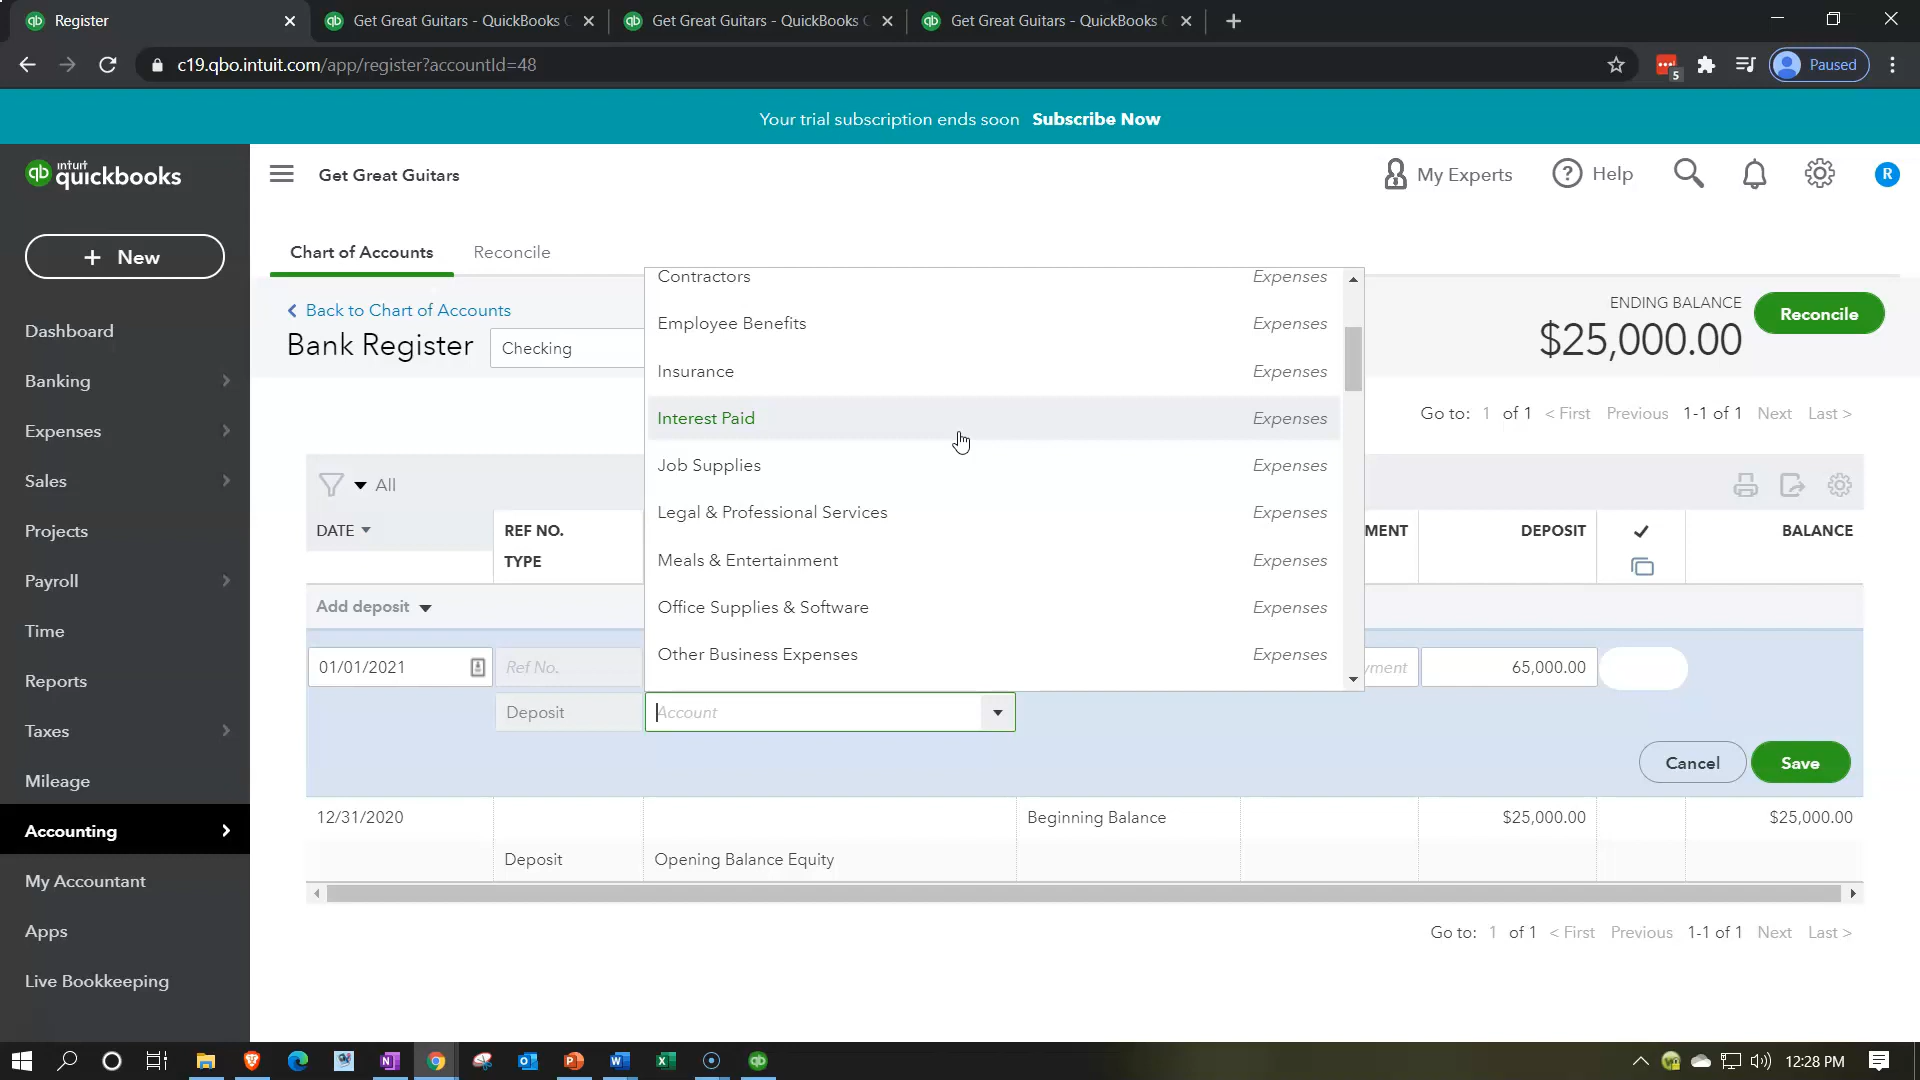 Register
Get Great Guitars - QuickBooks C
Get Great Guitars - QuickBooks C
Get Great Guitars - QuickBooks C
c19.qbo.intuit.com/app/register?accountId=48
5
Paused
Your trial subscription ends soon Subscribe Now
qb intuit quickbooks
Get Great Guitars
My Experts
Help
R
+ New
Dashboard
Banking
Expenses
Sales
Projects
Payroll
Time
Reports
Taxes
Mileage
Accounting
My Accountant
Apps
Live Bookkeeping
Chart of Accounts
Reconcile
Back to Chart of Accounts
Bank Register
Checking
ENDING BALANCE
$25,000.00
Reconcile
Go to: 1 of 1 < First Previous 1-1 of 1 Next Last >
All
DATE
REF NO.
TYPE
MENT
DEPOSIT
BALANCE
Contractors Expenses
Employee Benefits Expenses
Insurance Expenses
Interest Paid Expenses
Job Supplies Expenses
Legal & Professional Services Expenses
Meals & Entertainment Expenses
Office Supplies & Software Expenses
Other Business Expenses Expenses
Add deposit
01/01/2021
Ref No.
yment
65,000.00
Deposit
Account
Cancel
Save
12/31/2020
Beginning Balance
$25,000.00
$25,000.00
Deposit
Opening Balance Equity
Go to: 1 of 1 < First Previous 1-1 of 1 Next Last >
12:28 PM